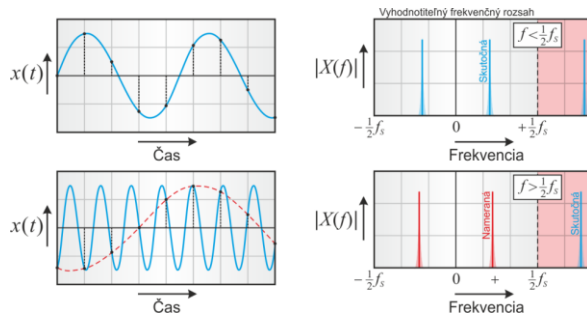 Vyhodnotiteľný frekvenčný rozsah
x(t)
Čas
|X(f)|
Skutočná
f < ½fₛ
−½fₛ
0
+½fₛ
Frekvencia
x(t)
Čas
|X(f)|
Nameraná
Skutočná
f > ½fₛ
−½fₛ
0
+
½fₛ
Frekvencia